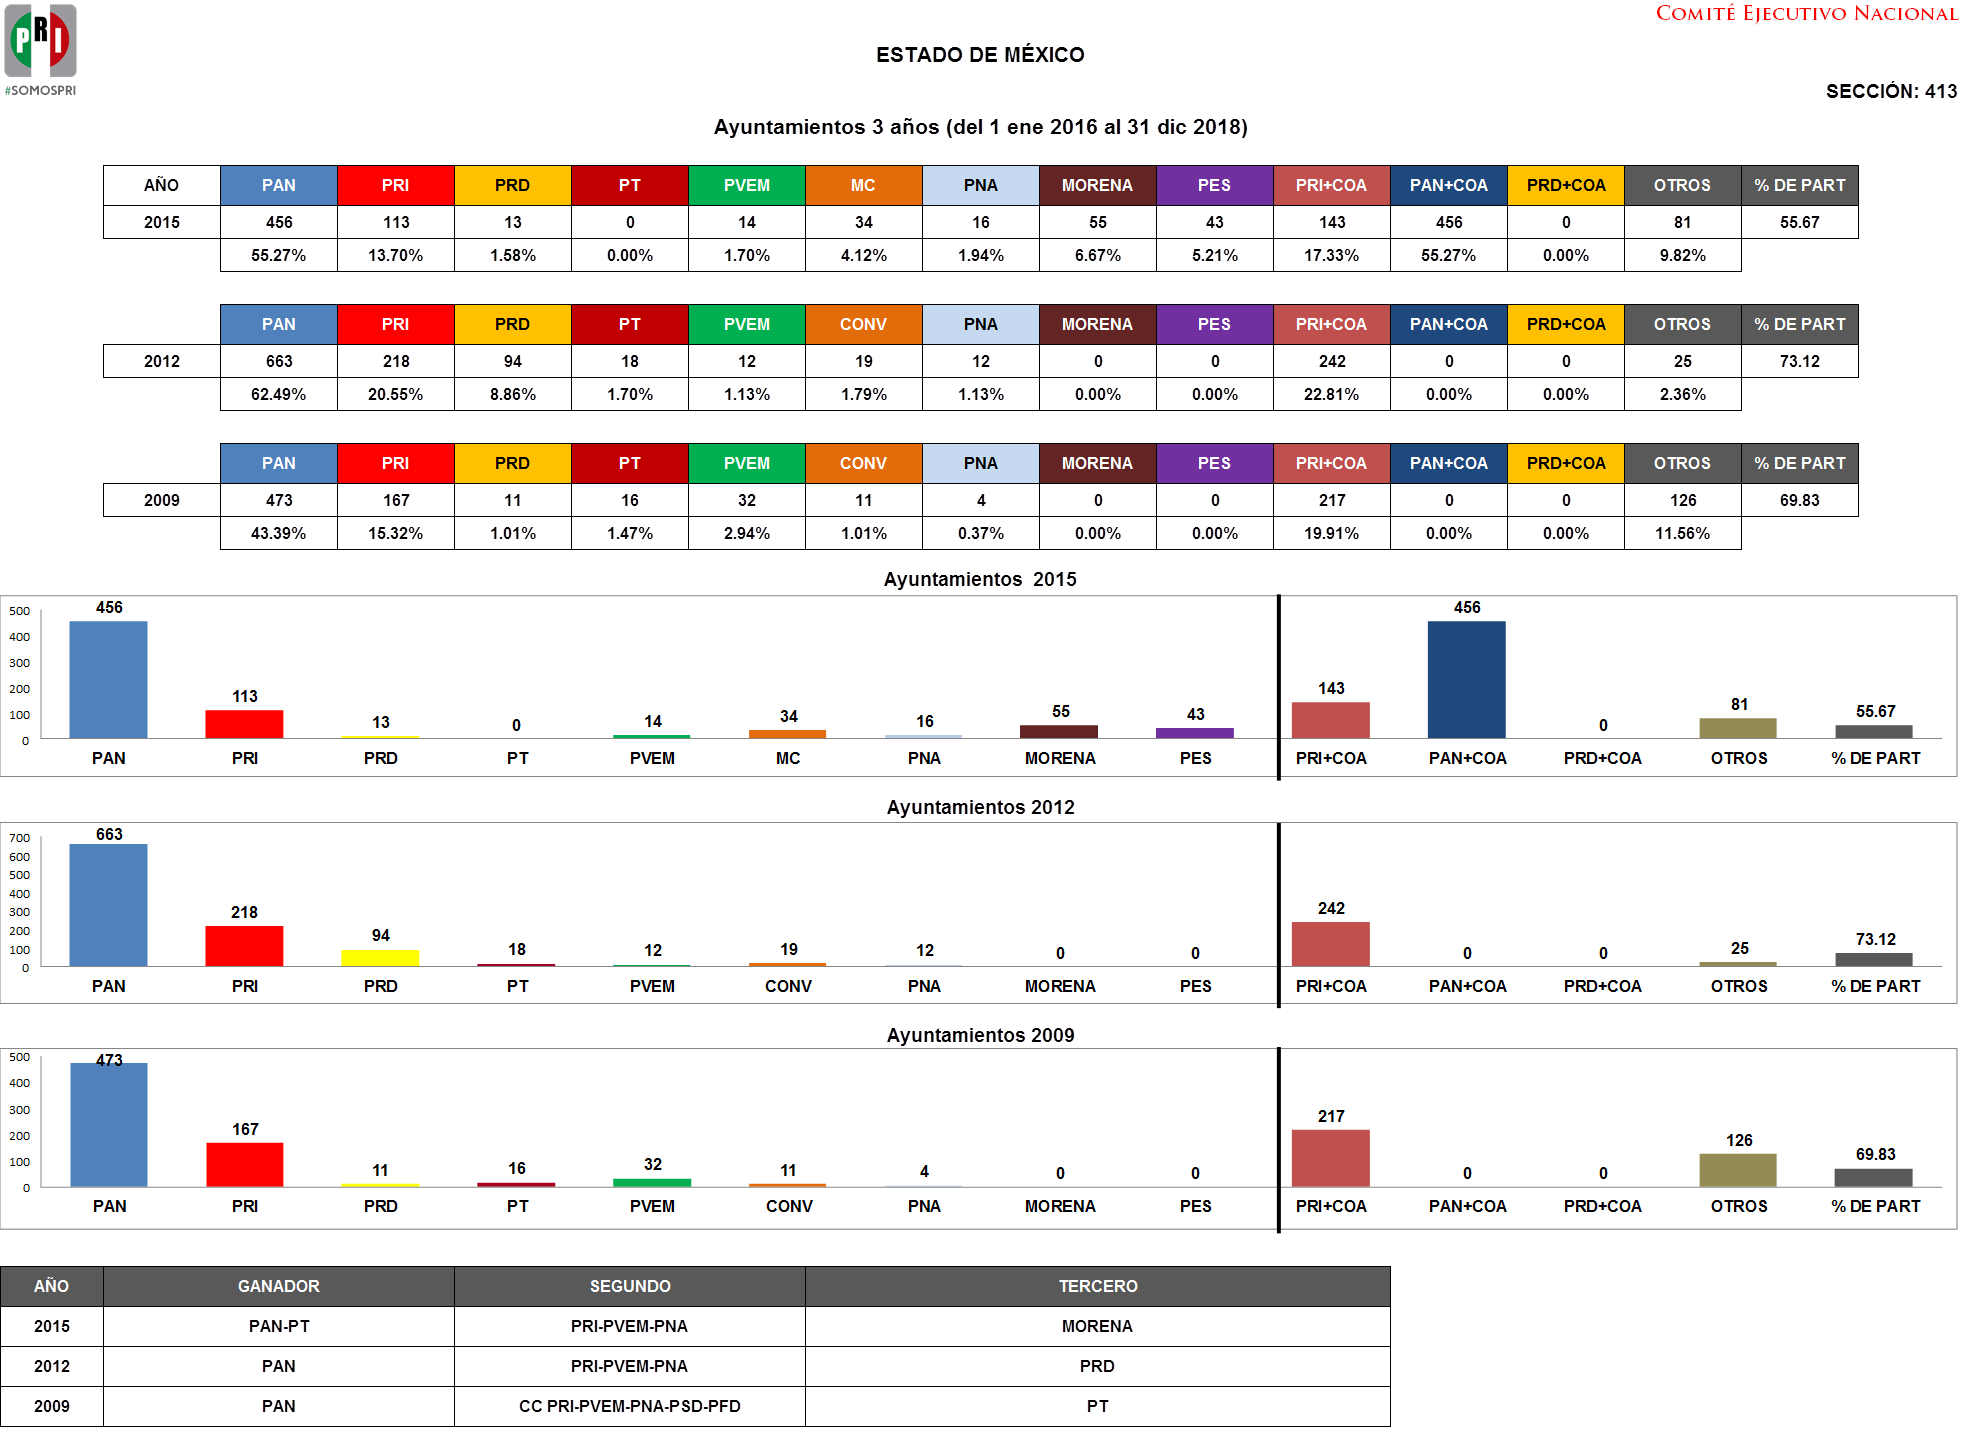 PRI
#SOMOSPRI
COMITÉ EJECUTIVO NACIONAL
ESTADO DE MÉXICO
SECCIÓN: 413
Ayuntamientos 3 años (del 1 ene 2016 al 31 dic 2018)
AÑO PAN PRI PRD PT PVEM MC PNA MORENA PES PRI+COA PAN+COA PRD+COA OTROS % DE PART
2015 456 113 13 0 14 34 16 55 43 143 456 0 81 55.67
55.27% 13.70% 1.58% 0.00% 1.70% 4.12% 1.94% 6.67% 5.21% 17.33% 55.27% 0.00% 9.82%
PAN PRI PRD PT PVEM CONV PNA MORENA PES PRI+COA PAN+COA PRD+COA OTROS % DE PART
2012 663 218 94 18 12 19 12 0 0 242 0 0 25 73.12
62.49% 20.55% 8.86% 1.70% 1.13% 1.79% 1.13% 0.00% 0.00% 22.81% 0.00% 0.00% 2.36%
PAN PRI PRD PT PVEM CONV PNA MORENA PES PRI+COA PAN+COA PRD+COA OTROS % DE PART
2009 473 167 11 16 32 11 4 0 0 217 0 0 126 69.83
43.39% 15.32% 1.01% 1.47% 2.94% 1.01% 0.37% 0.00% 0.00% 19.91% 0.00% 0.00% 11.56%
Ayuntamientos 2015
500
400
300
200
100
0
456 113 13 0 14 34 16 55 43 143 456 0 81 55.67
PAN PRI PRD PT PVEM MC PNA MORENA PES PRI+COA PAN+COA PRD+COA OTROS % DE PART
Ayuntamientos 2012
700
600
500
400
300
200
100
0
663 218 94 18 12 19 12 0 0 242 0 0 25 73.12
PAN PRI PRD PT PVEM CONV PNA MORENA PES PRI+COA PAN+COA PRD+COA OTROS % DE PART
Ayuntamientos 2009
500
400
300
200
100
0
473 167 11 16 32 11 4 0 0 217 0 0 126 69.83
PAN PRI PRD PT PVEM CONV PNA MORENA PES PRI+COA PAN+COA PRD+COA OTROS % DE PART
AÑO GANADOR SEGUNDO TERCERO
2015 PAN-PT PRI-PVEM-PNA MORENA
2012 PAN PRI-PVEM-PNA PRD
2009 PAN CC PRI-PVEM-PNA-PSD-PFD PT